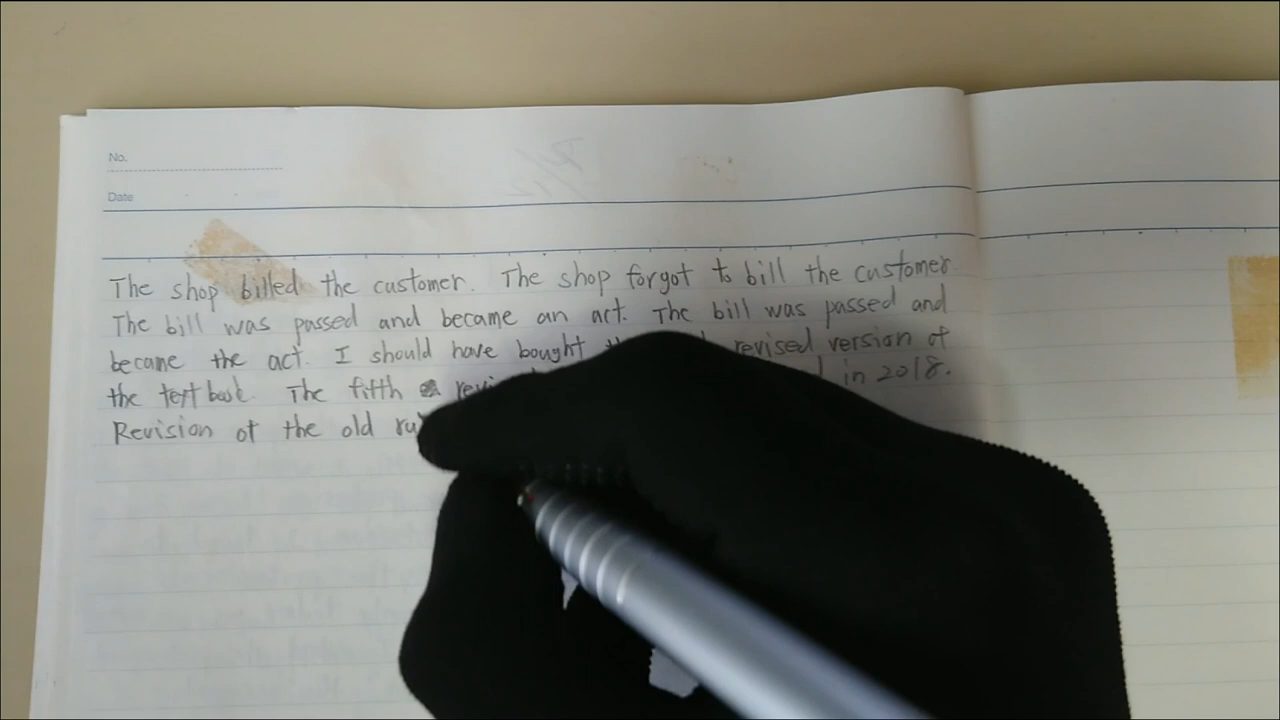 No.
Date
The shop billed the customer. The shop forgot to bill the customer
The bill was passed and became an act. The bill was passed and
became the act. I should have bought revised version of
the textbook. The fifth in 2018.
Revision of the old